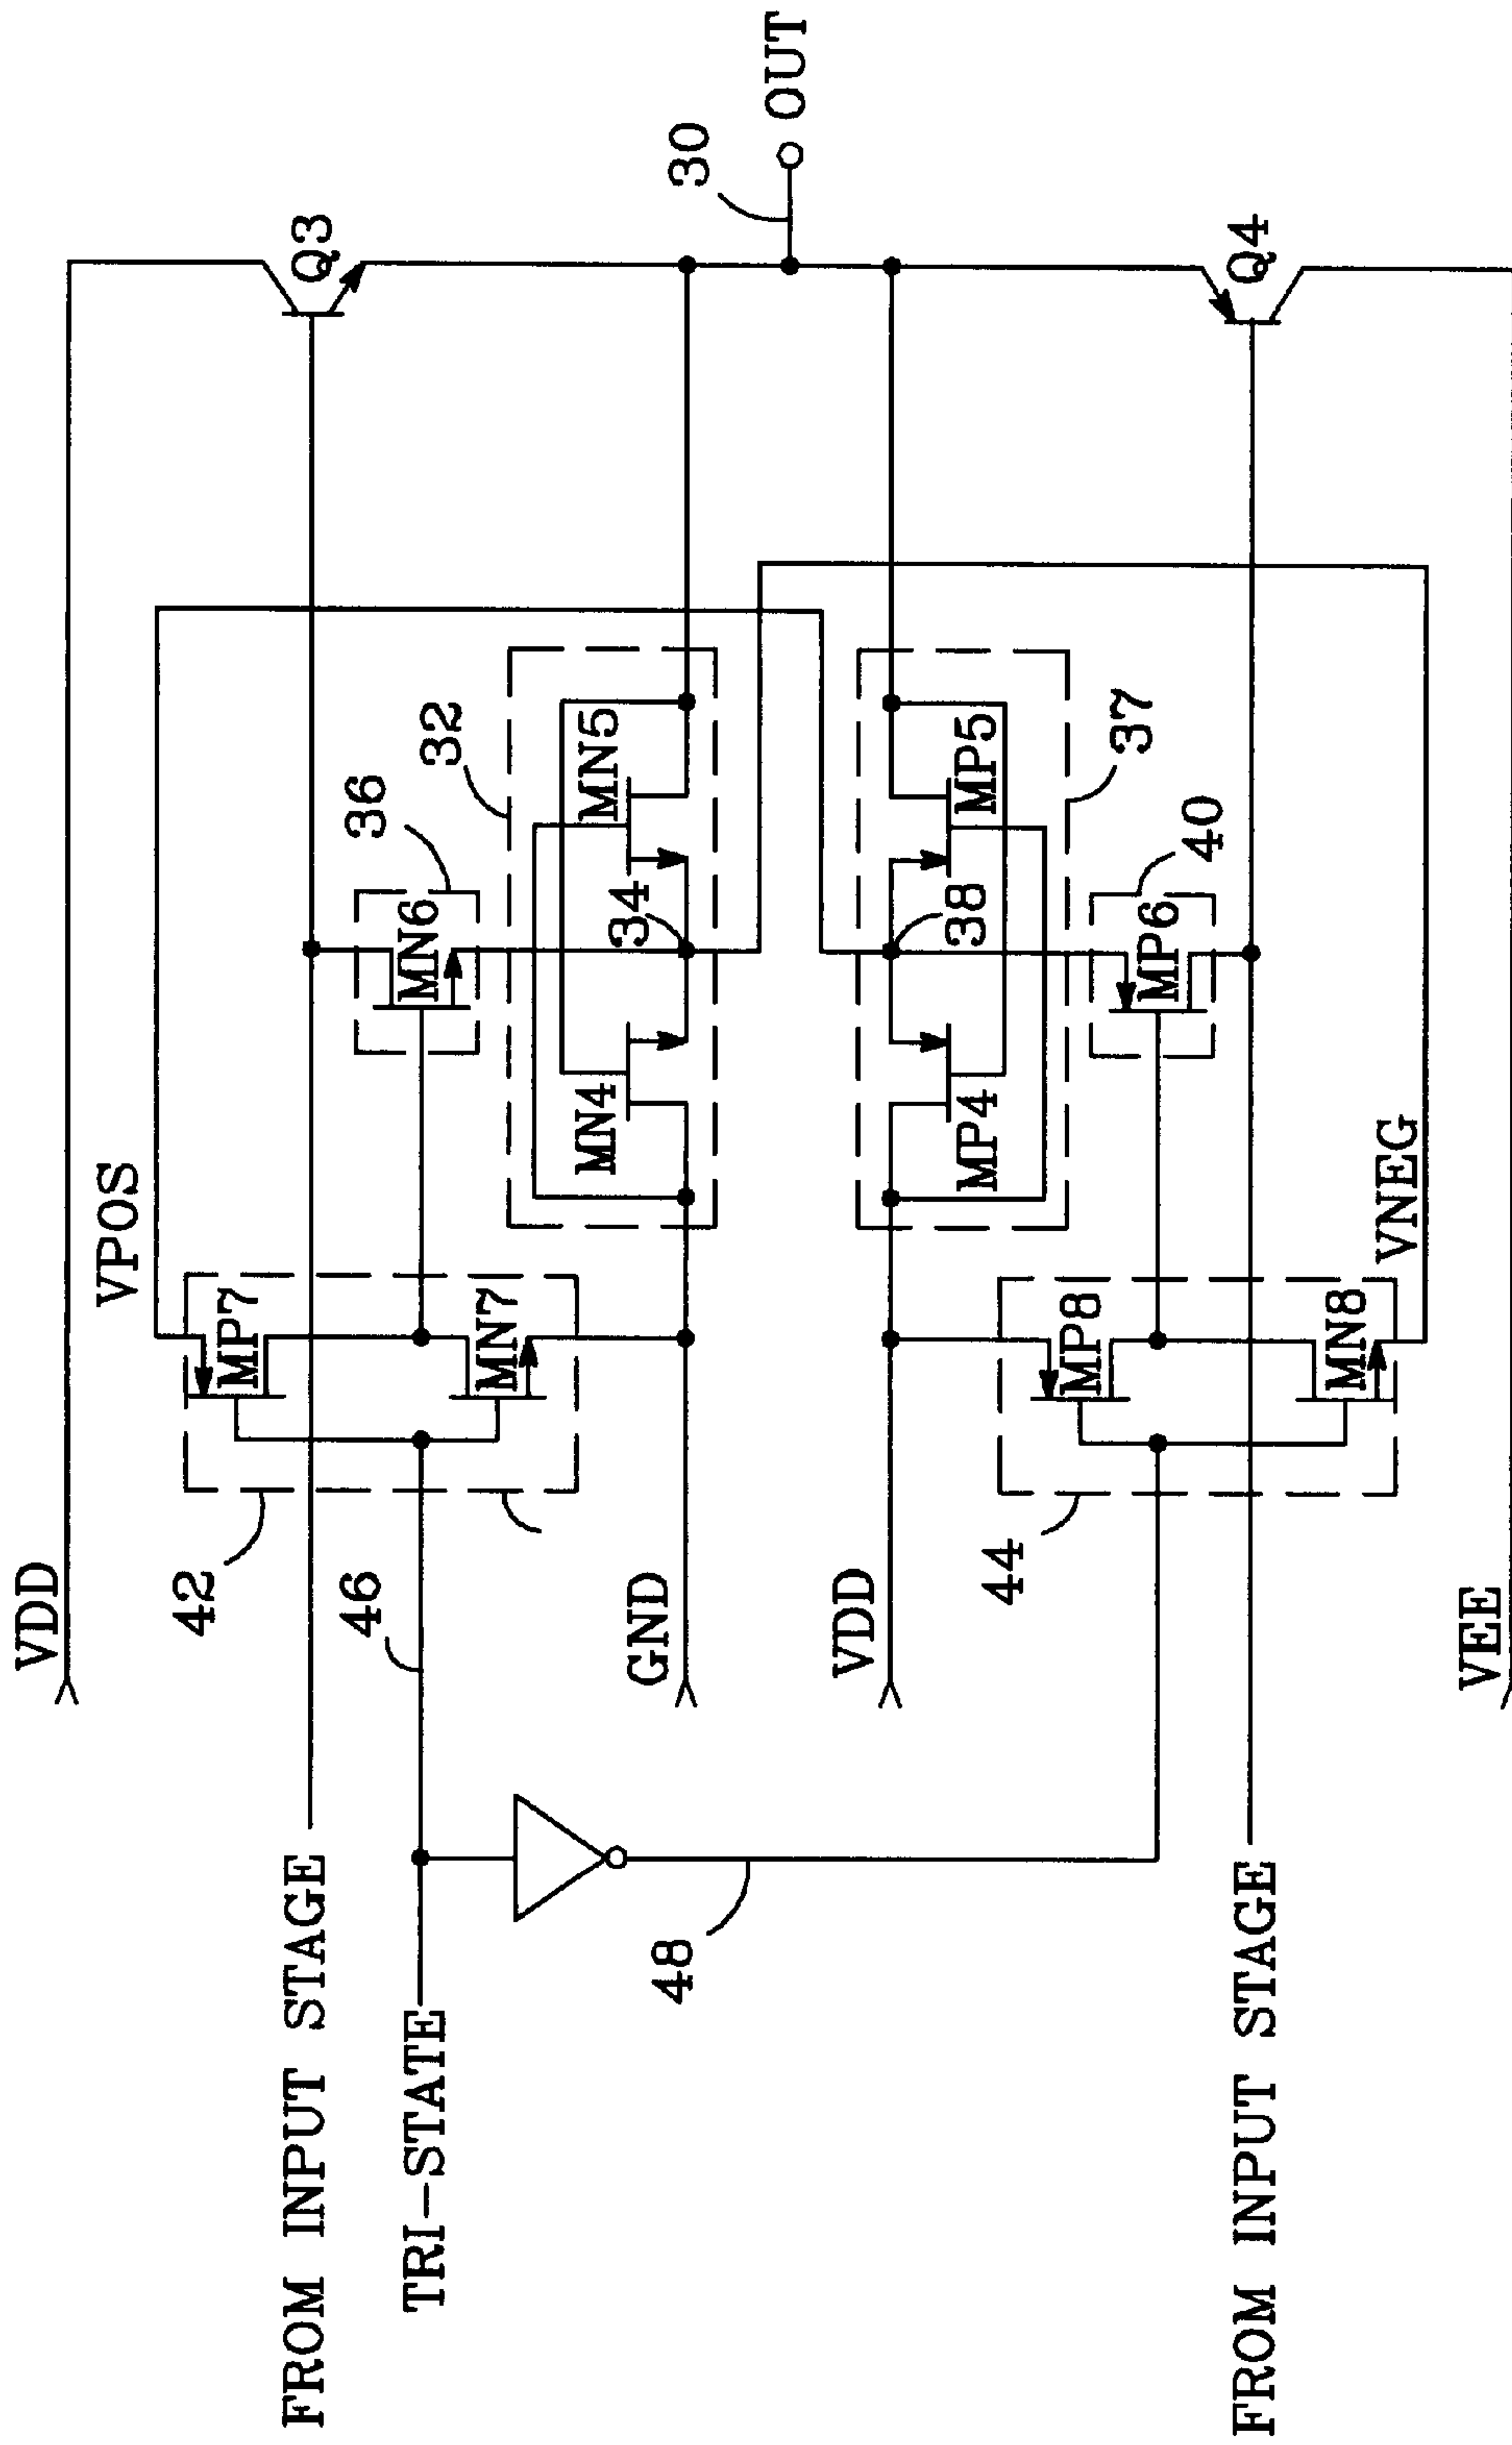 VDD
VPOS
Q3
42
MP7
36
MN6
FROM INPUT STAGE
46
MN7
32
TRI-STATE
MN4
34
MN5
GND
30
OUT
48
VDD
38
MP4
MP5
37
44
MP8
MP6
40
Q4
FROM INPUT STAGE
MN8
VNEG
VEE